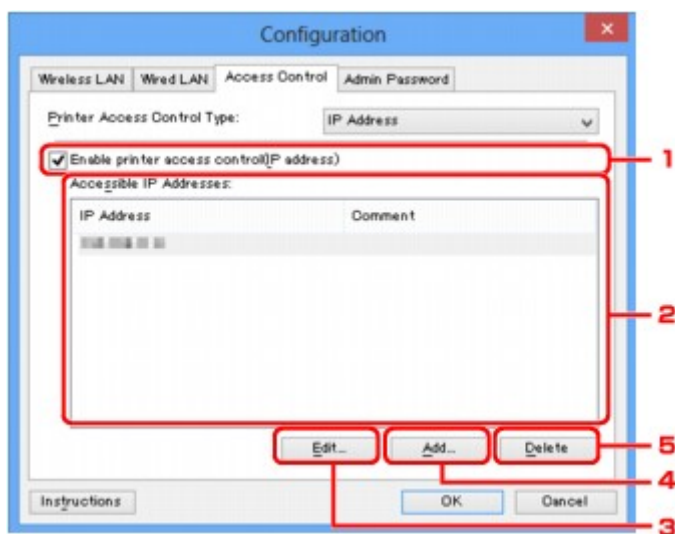 Configuration
Wireless LAN Wired LAN Access Control Admin Password
Printer Access Control Type: IP Address
Enable printer access control(IP address) 1
Accessible IP Addresses:
IP Address Comment
2
Edit... Add... Delete 5
4
Instructions OK Cancel
3